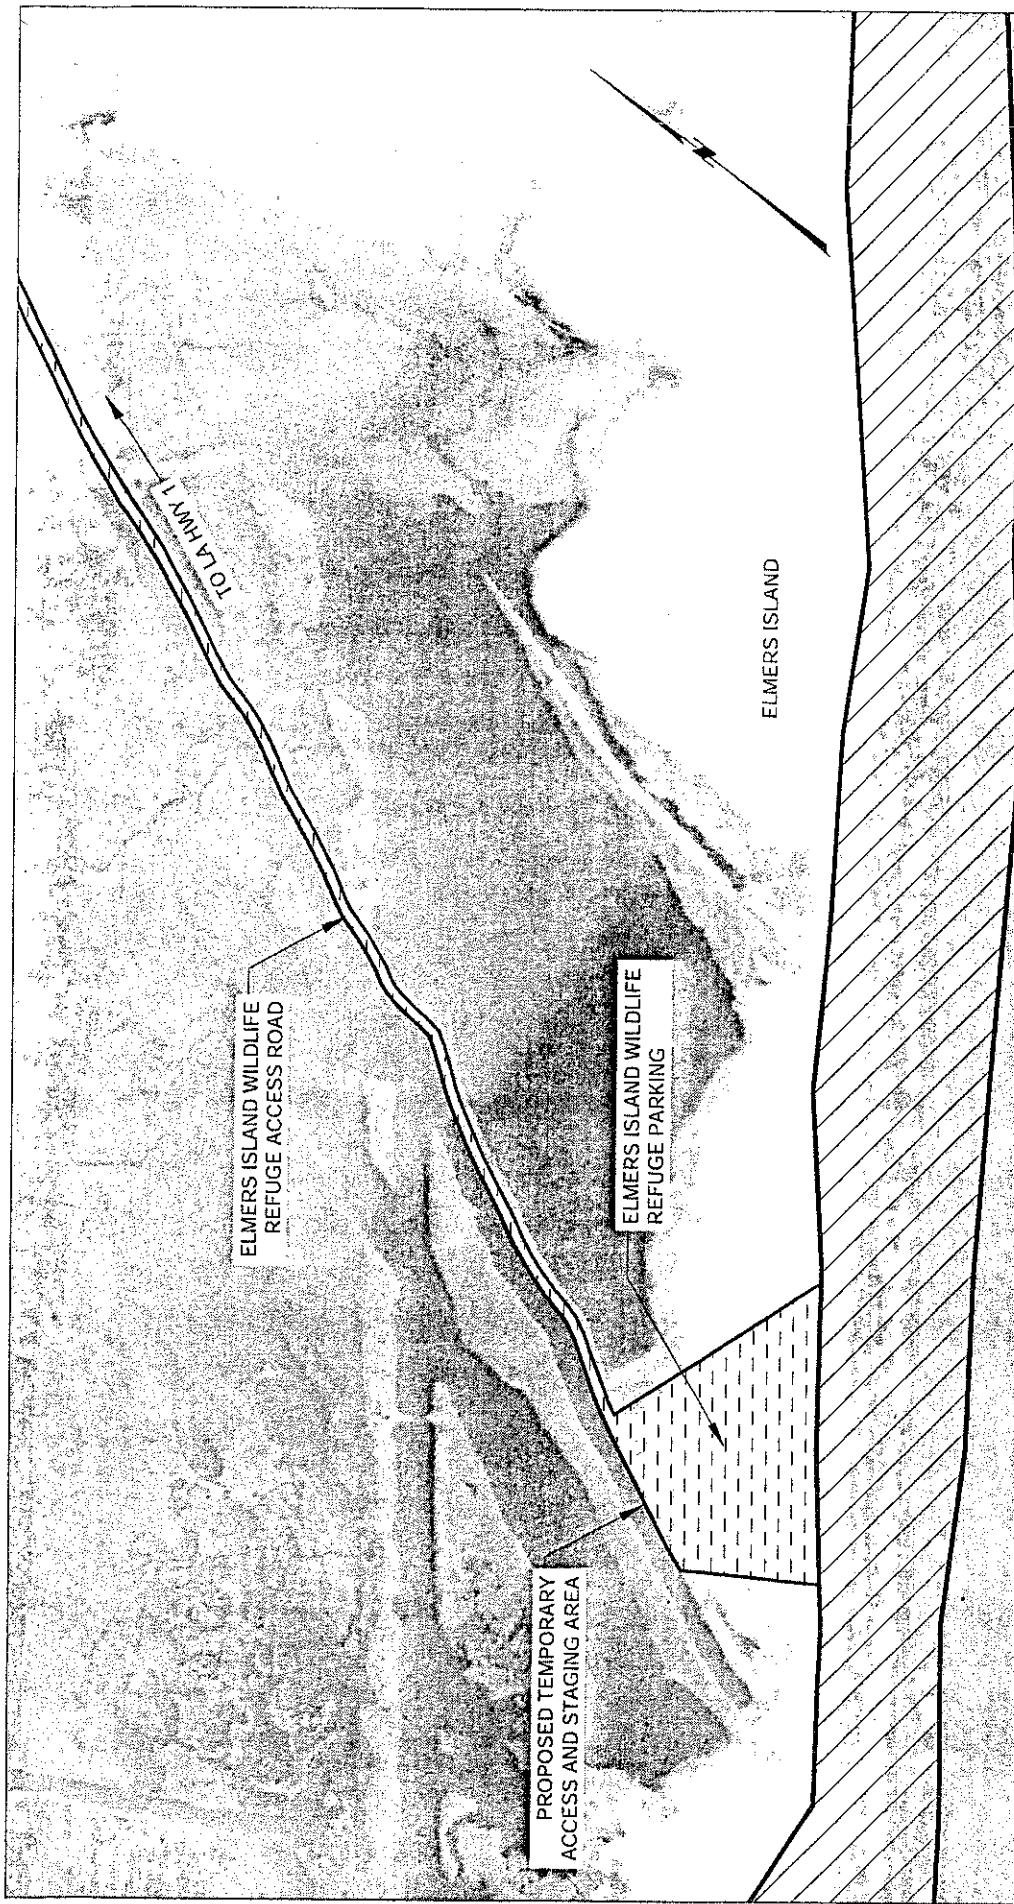 TO LA HWY 1
ELMERS ISLAND WILDLIFE
REFUGE ACCESS ROAD
ELMERS ISLAND
ELMERS ISLAND WILDLIFE
REFUGE PARKING
PROPOSED TEMPORARY
ACCESS AND STAGING AREA